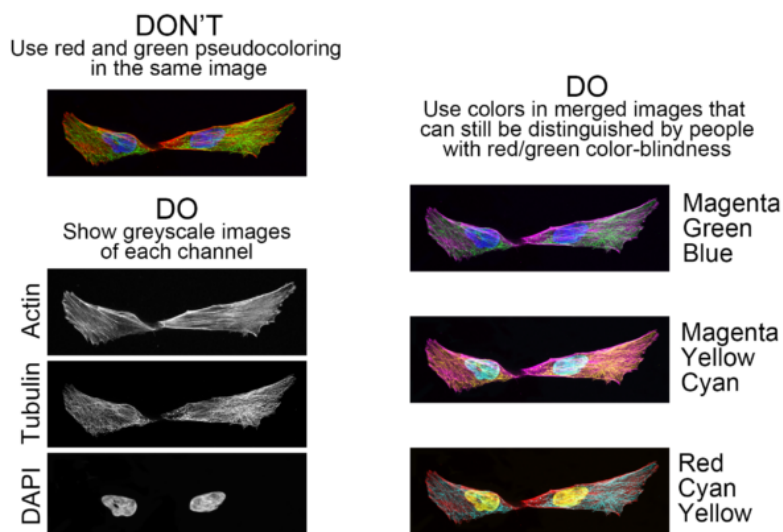 DON'T
Use red and green pseudocoloring
in the same image
DO
Show greyscale images
of each channel
Actin
Tubulin
DAPI
DO
Use colors in merged images that
can still be distinguished by people
with red/green color-blindness
Magenta
Green
Blue
Magenta
Yellow
Cyan
Red
Cyan
Yellow